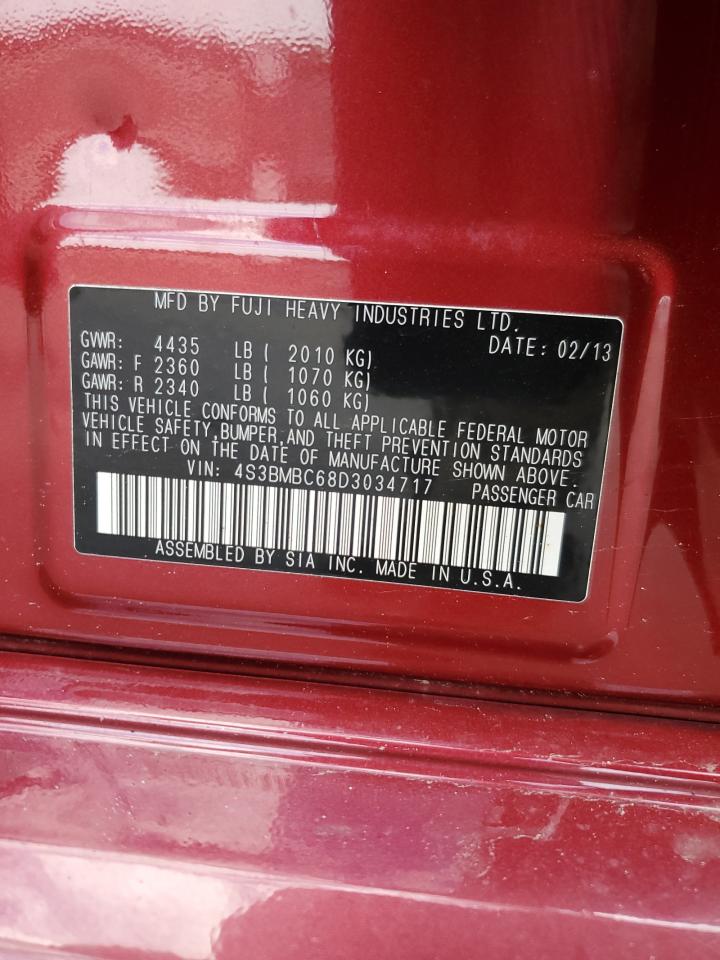 MFD BY FUJI HEAVY INDUSTRIES LTD.
GVWR: 4435 LB ( 2010 KG) DATE: 02/13
GAWR: F 2360 LB ( 1070 KG)
GAWR: R 2340 LB ( 1060 KG)
THIS VEHICLE CONFORMS TO ALL APPLICABLE FEDERAL MOTOR
VEHICLE SAFETY, BUMPER, AND THEFT PREVENTION STANDARDS
IN EFFECT ON THE DATE OF MANUFACTURE SHOWN ABOVE.
VIN: 4S3BMBC68D3034717 PASSENGER CAR
ASSEMBLED BY SIA INC. MADE IN U.S.A.